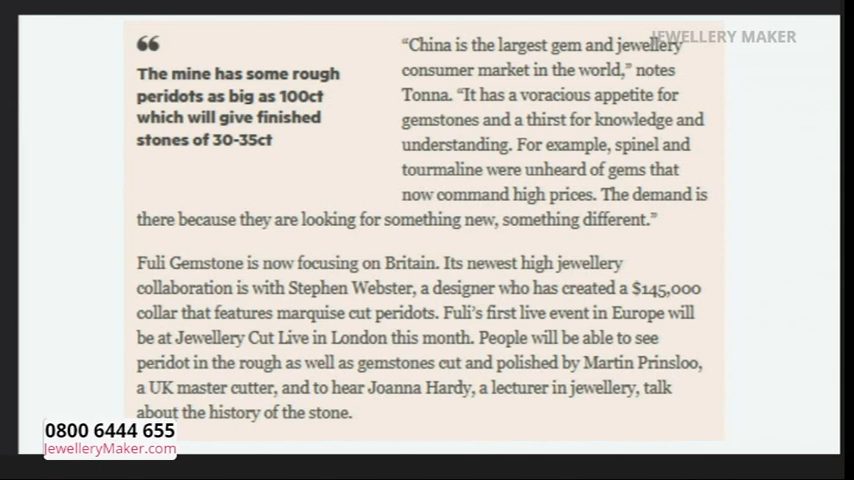 JEWELLERY MAKER
❝
The mine has some rough
peridots as big as 100ct
which will give finished
stones of 30-35ct
“China is the largest gem and jewellery
consumer market in the world,” notes
Tonna. “It has a voracious appetite for
gemstones and a thirst for knowledge and
understanding. For example, spinel and
tourmaline were unheard of gems that
now command high prices. The demand is
there because they are looking for something new, something different.”
Fuli Gemstone is now focusing on Britain. Its newest high jewellery
collaboration is with Stephen Webster, a designer who has created a $145,000
collar that features marquise cut peridots. Fuli’s first live event in Europe will
be at Jewellery Cut Live in London this month. People will be able to see
peridot in the rough as well as gemstones cut and polished by Martin Prinsloo,
a UK master cutter, and to hear Joanna Hardy, a lecturer in jewellery, talk
about the history of the stone.
0800 6444 655
JewelleryMaker.com